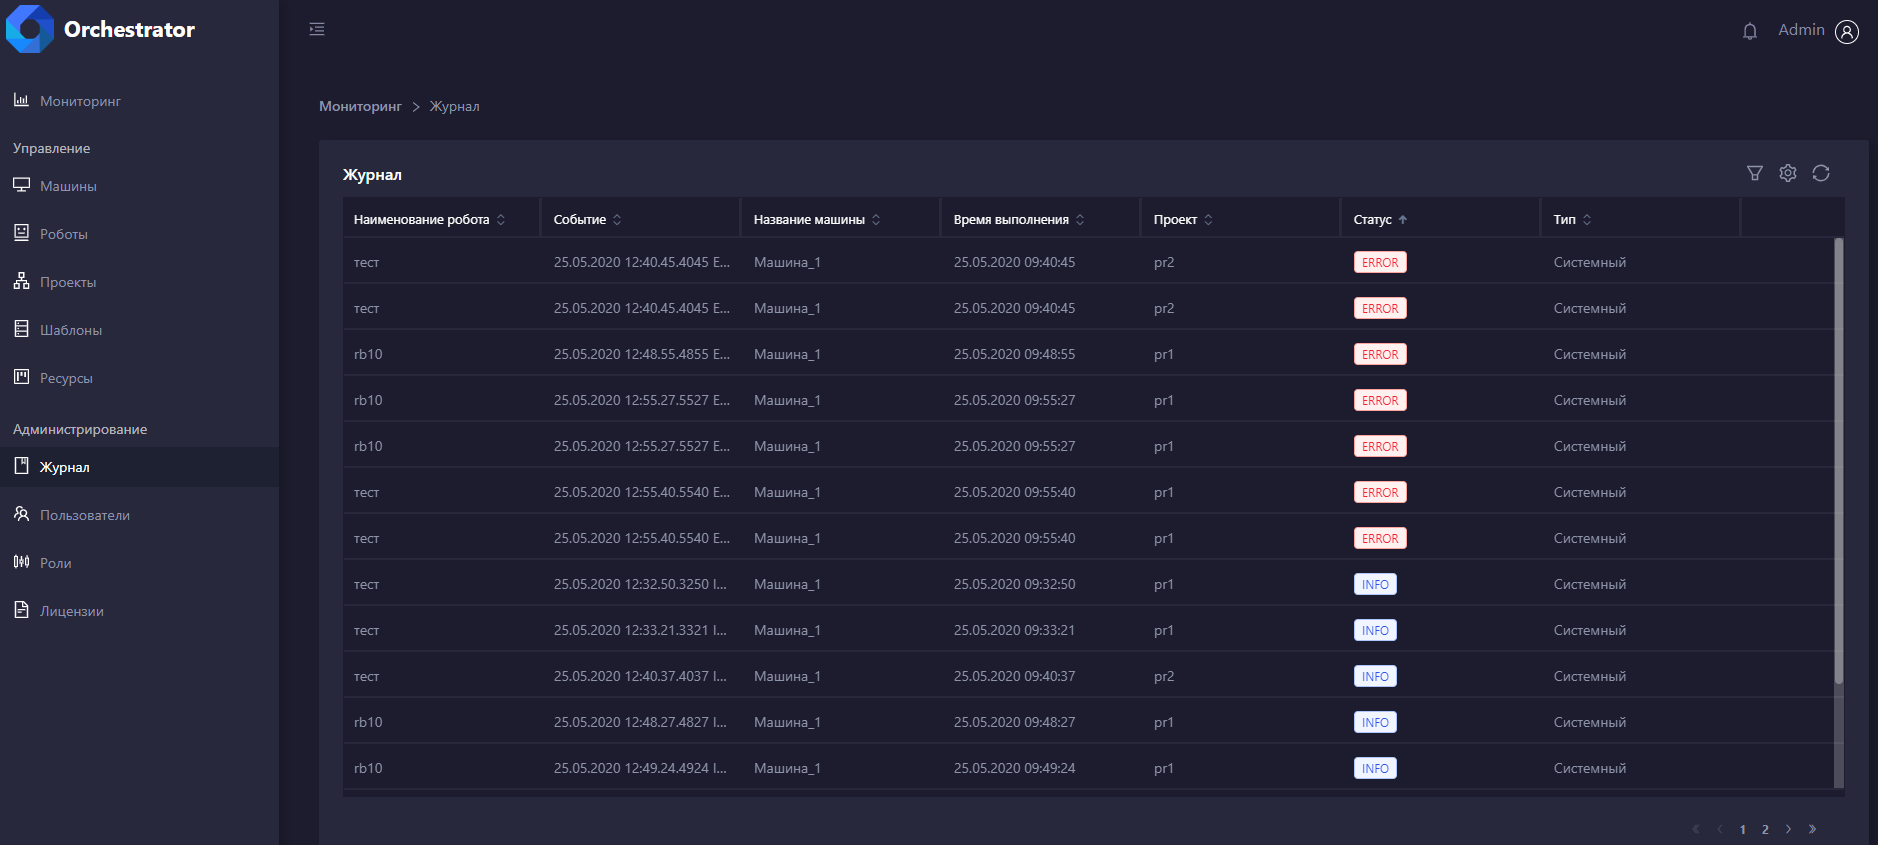 Orchestrator
Admin
Мониторинг
Управление
Машины
Роботы
Проекты
Шаблоны
Ресурсы
Администрирование
Журнал
Пользователи
Роли
Лицензии
Мониторинг > Журнал
Журнал
Наименование робота Событие Название машины Время выполнения Проект Статус Тип
тест 25.05.2020 12:40.45.4045 E... Машина_1 25.05.2020 09:40:45 pr2 ERROR Системный
тест 25.05.2020 12:40.45.4045 E... Машина_1 25.05.2020 09:40:45 pr2 ERROR Системный
rb10 25.05.2020 12:48.55.4855 E... Машина_1 25.05.2020 09:48:55 pr1 ERROR Системный
rb10 25.05.2020 12:55.27.5527 E... Машина_1 25.05.2020 09:55:27 pr1 ERROR Системный
rb10 25.05.2020 12:55.27.5527 E... Машина_1 25.05.2020 09:55:27 pr1 ERROR Системный
тест 25.05.2020 12:55.40.5540 E... Машина_1 25.05.2020 09:55:40 pr1 ERROR Системный
тест 25.05.2020 12:55.40.5540 E... Машина_1 25.05.2020 09:55:40 pr1 ERROR Системный
тест 25.05.2020 12:32.50.3250 I... Машина_1 25.05.2020 09:32:50 pr1 INFO Системный
тест 25.05.2020 12:33.21.3321 I... Машина_1 25.05.2020 09:33:21 pr1 INFO Системный
тест 25.05.2020 12:40.37.4037 I... Машина_1 25.05.2020 09:40:37 pr2 INFO Системный
rb10 25.05.2020 12:48.27.4827 I... Машина_1 25.05.2020 09:48:27 pr1 INFO Системный
rb10 25.05.2020 12:49.24.4924 I... Машина_1 25.05.2020 09:49:24 pr1 INFO Системный
1 2